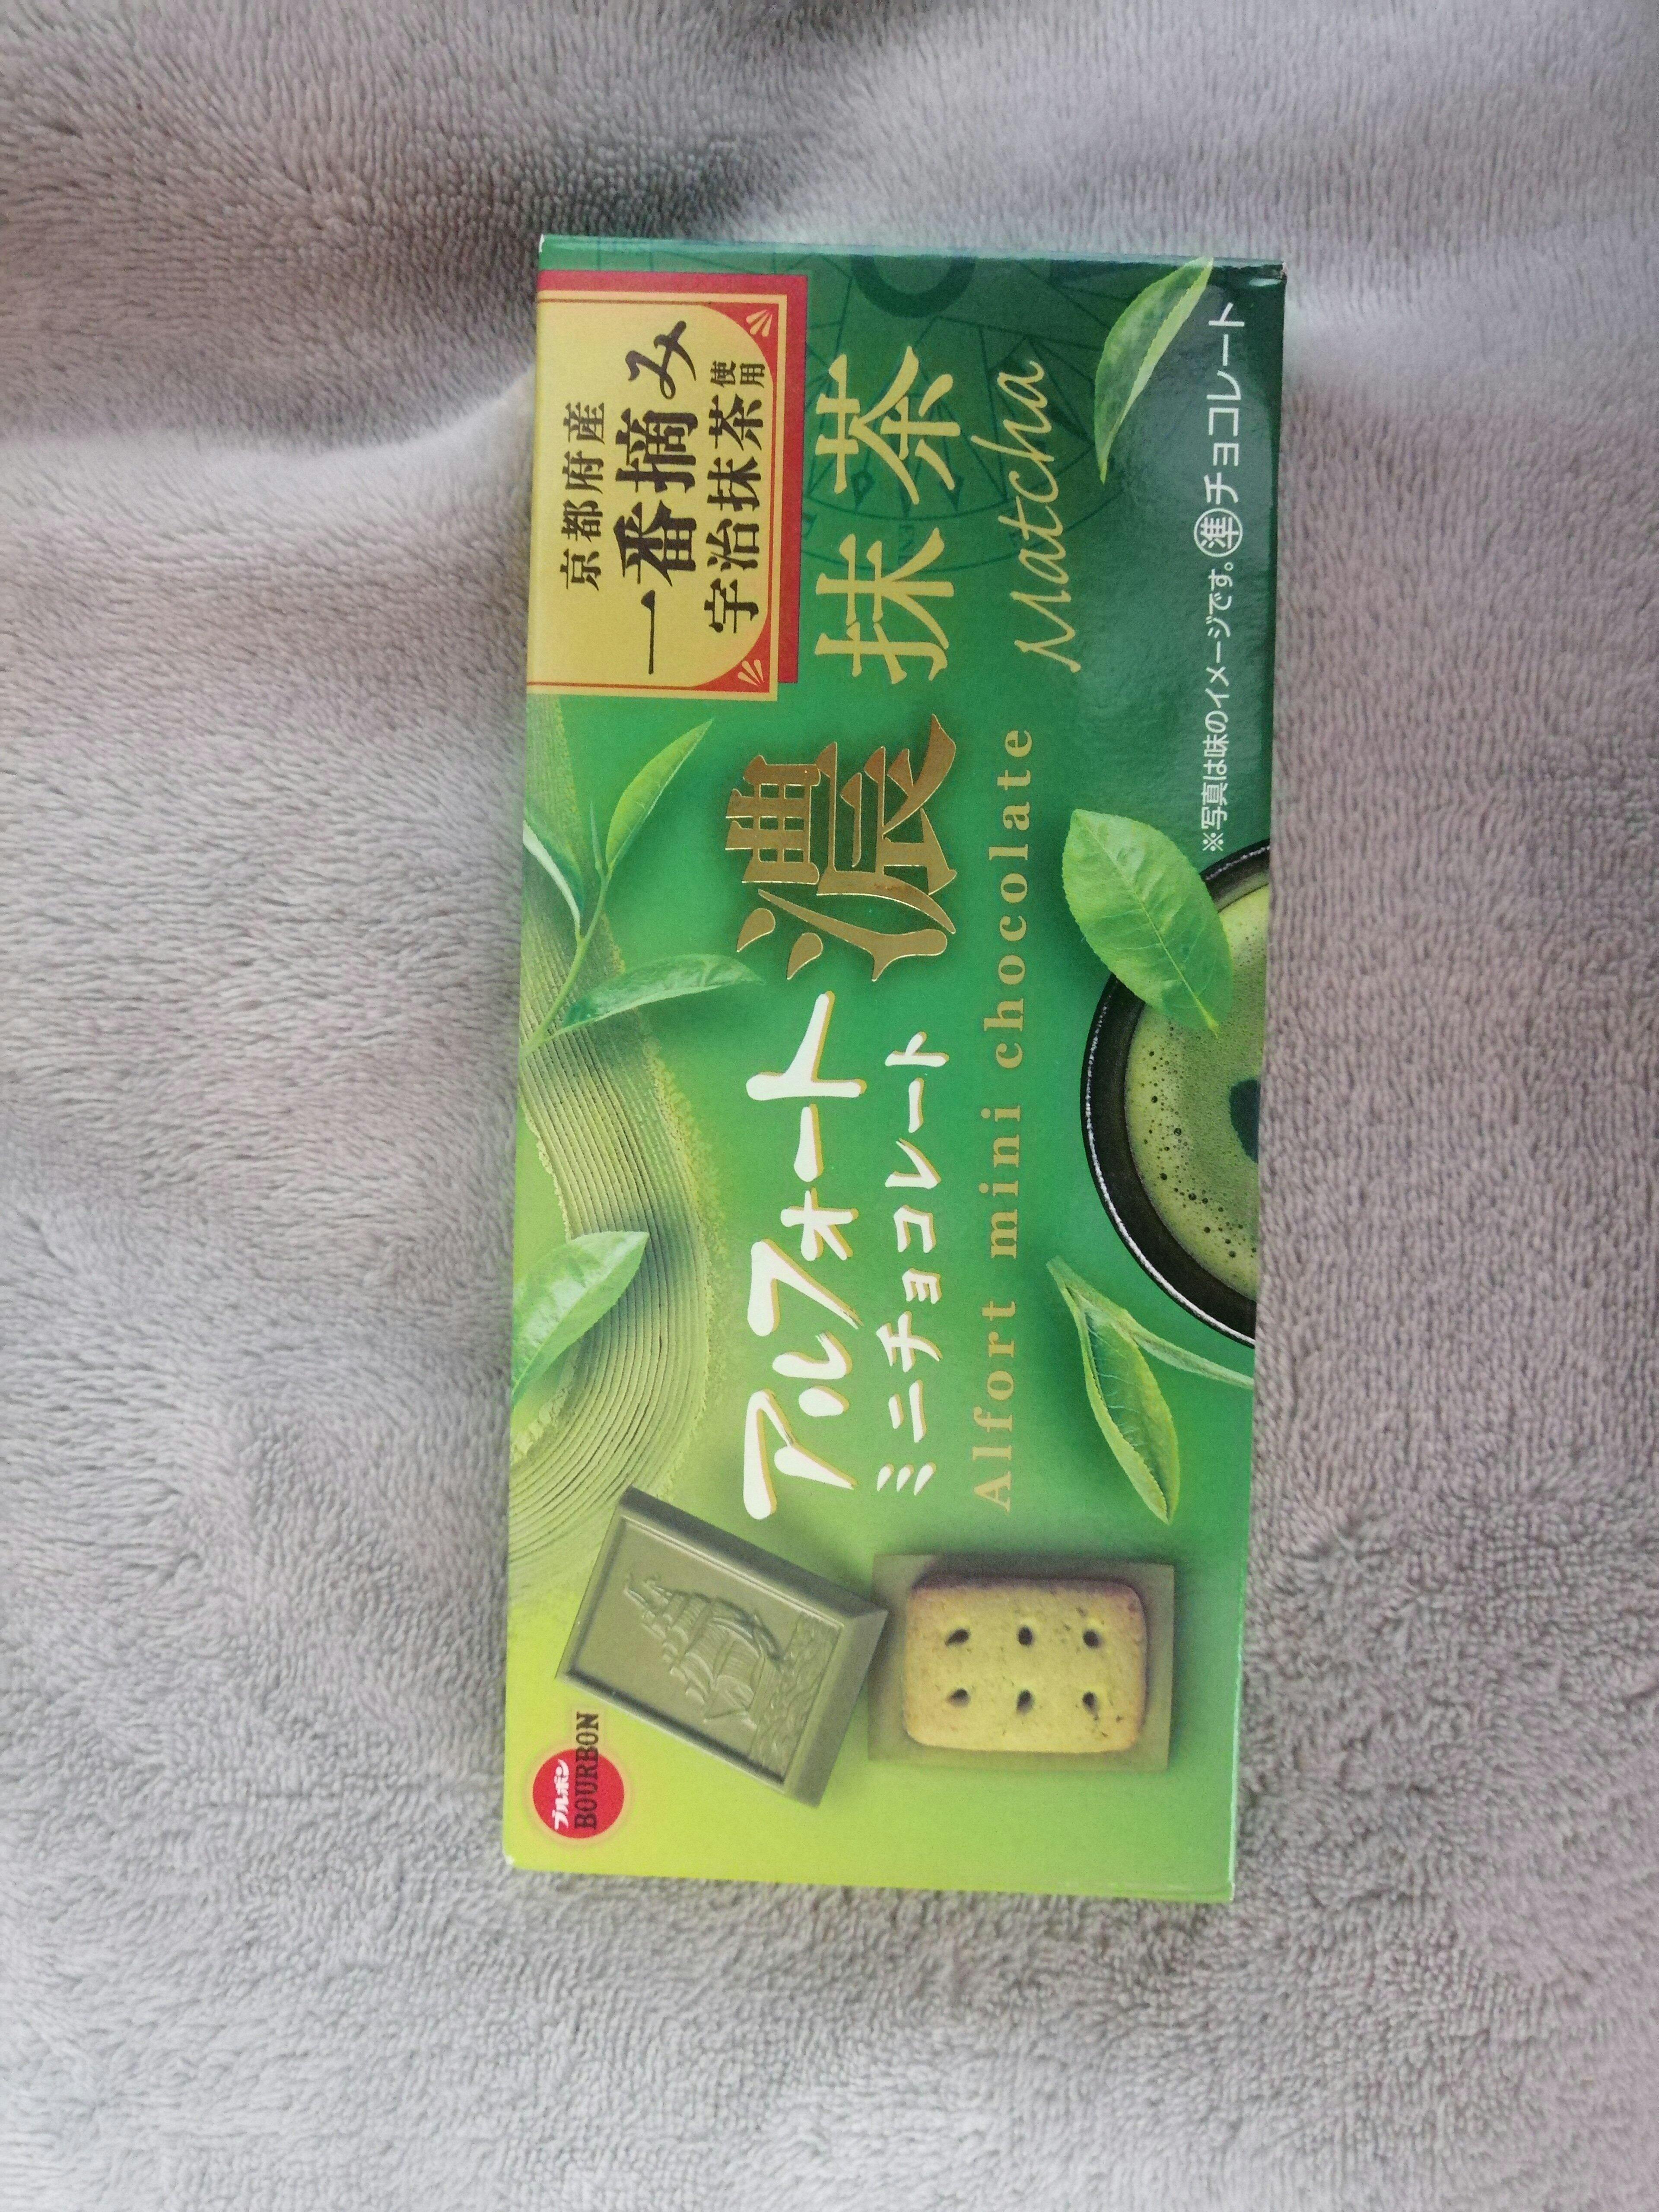 ブルボン
BOURBON
京都府産
一番摘み
宇治抹茶使用
アルフォート
ミニチョコレート
濃 抹茶
Alfort mini chocolate
Matcha
※写真は味のイメージです。 準チョコレート